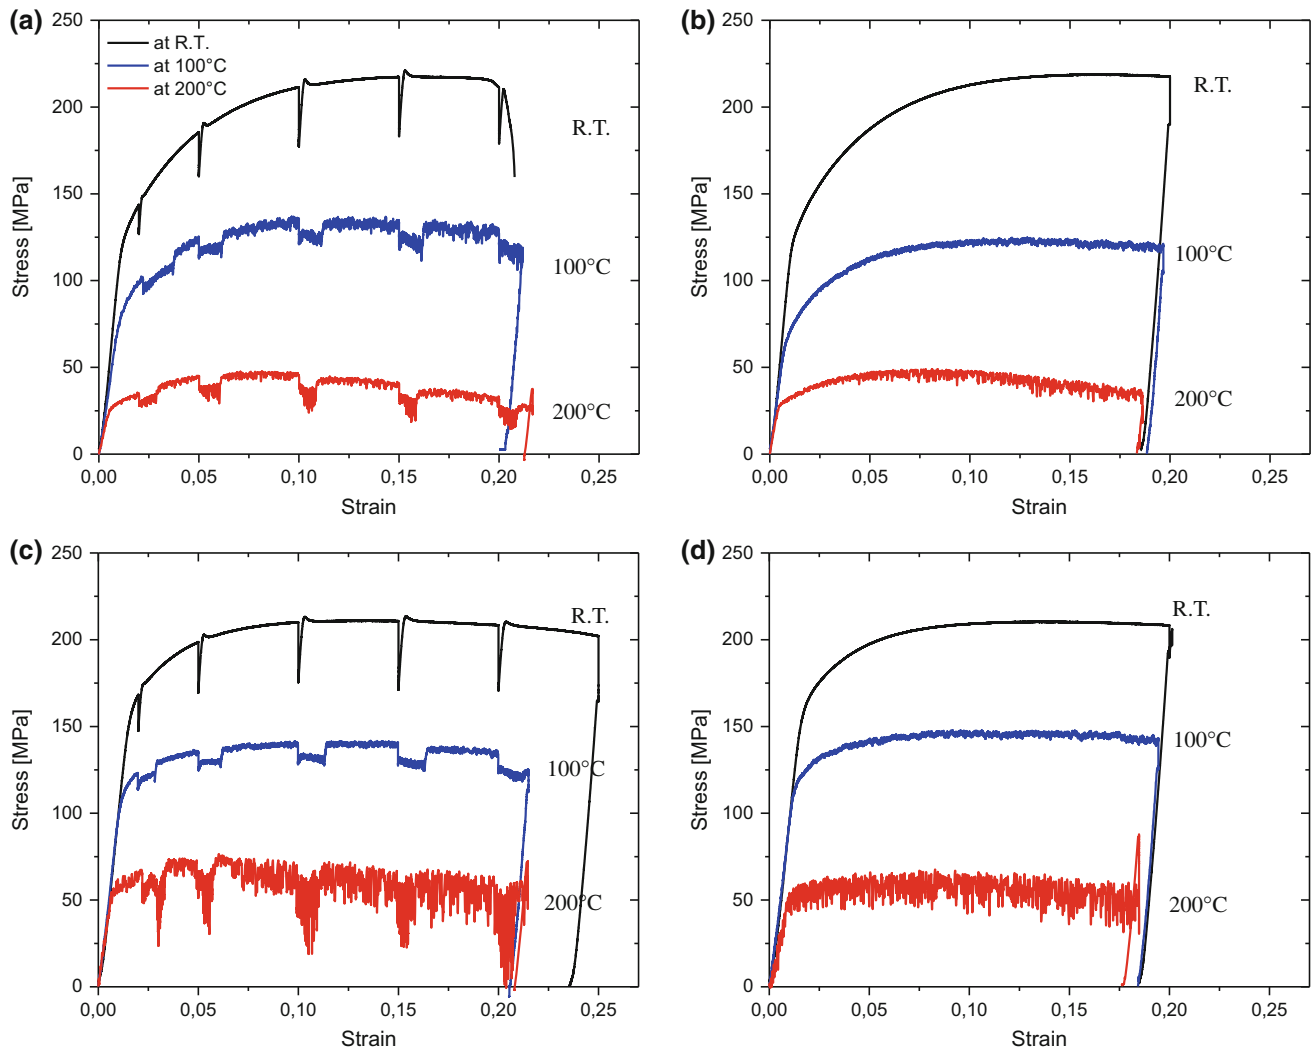 (a)
250
200
150
100
50
0
Stress [MPa]
at R.T.
at 100°C
at 200°C
R.T.
100°C
200°C
0,00 0,05 0,10 0,15 0,20 0,25
Strain
(b)
250
200
150
100
50
0
Stress [MPa]
R.T.
100°C
200°C
0,00 0,05 0,10 0,15 0,20 0,25
Strain
(c)
250
200
150
100
50
0
Stress [MPa]
R.T.
100°C
200°C
0,00 0,05 0,10 0,15 0,20 0,25
Strain
(d)
250
200
150
100
50
0
Stress [MPa]
R.T.
100°C
200°C
0,00 0,05 0,10 0,15 0,20 0,25
Strain